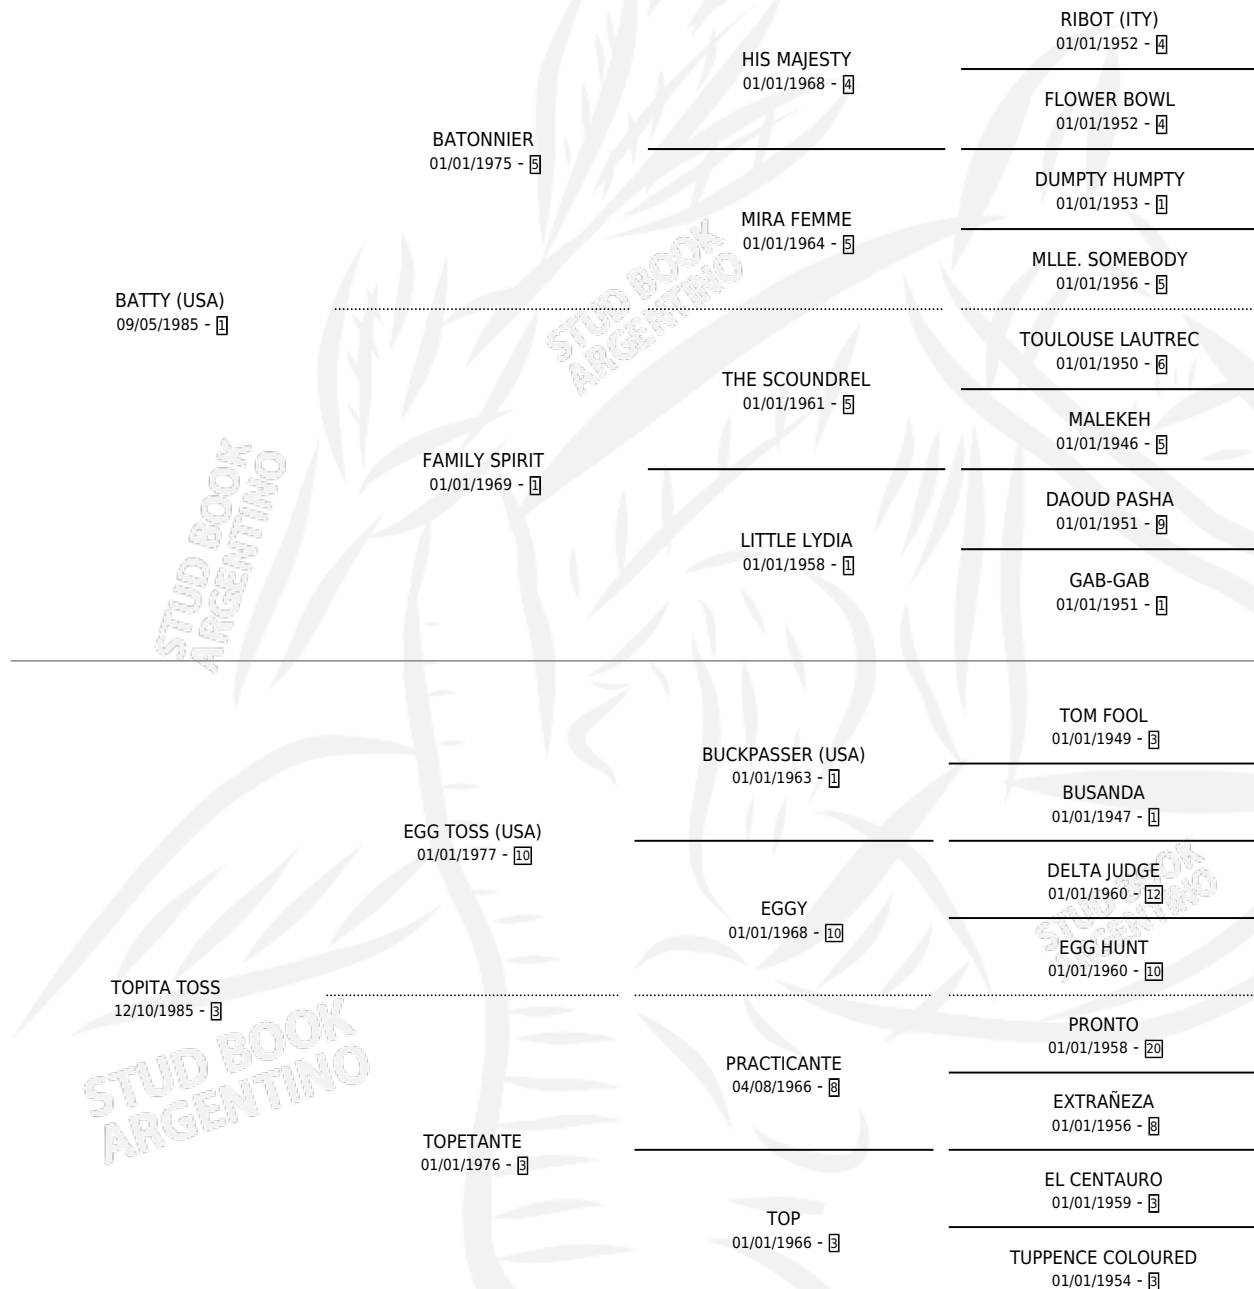 RIBOT (ITY)
01/01/1952 - 4
HIS MAJESTY
01/01/1968 - 4
FLOWER BOWL
01/01/1952 - 4
BATONNIER
01/01/1975 - 5
DUMPTY HUMPTY
01/01/1953 - 1
MIRA FEMME
01/01/1964 - 5
MLLE. SOMEBODY
01/01/1956 - 5
BATTY (USA)
09/05/1985 - 1
TOULOUSE LAUTREC
01/01/1950 - 6
THE SCOUNDREL
01/01/1961 - 5
MALEKEH
01/01/1946 - 5
FAMILY SPIRIT
01/01/1969 - 1
DAOUD PASHA
01/01/1951 - 9
LITTLE LYDIA
01/01/1958 - 1
GAB-GAB
01/01/1951 - 1
TOM FOOL
01/01/1949 - 3
BUCKPASSER (USA)
01/01/1963 - 1
BUSANDA
01/01/1947 - 1
EGG TOSS (USA)
01/01/1977 - 10
DELTA JUDGE
01/01/1960 - 12
EGGY
01/01/1968 - 10
EGG HUNT
01/01/1960 - 10
TOPITA TOSS
12/10/1985 - 3
PRONTO
01/01/1958 - 20
PRACTICANTE
04/08/1966 - 8
EXTRAÑEZA
01/01/1956 - 8
TOPETANTE
01/01/1976 - 3
EL CENTAURO
01/01/1959 - 3
TOP
01/01/1966 - 3
TUPPENCE COLOURED
01/01/1954 - 3
STUD BOOK
ARGENTINO
STUD BOOK
ARGENTINO
STUD BOOK
ARGENTINO
STUD BOOK
ARGENTINO